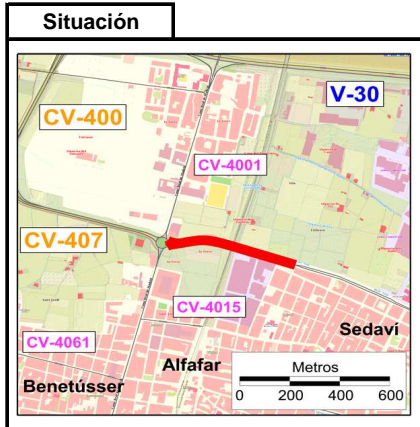 Situación
V-30
CV-400
CV-4001
CV-407
CV-4015
Sedaví
CV-4061
Alfafar
Metros
Benetússer
0 200 400 600